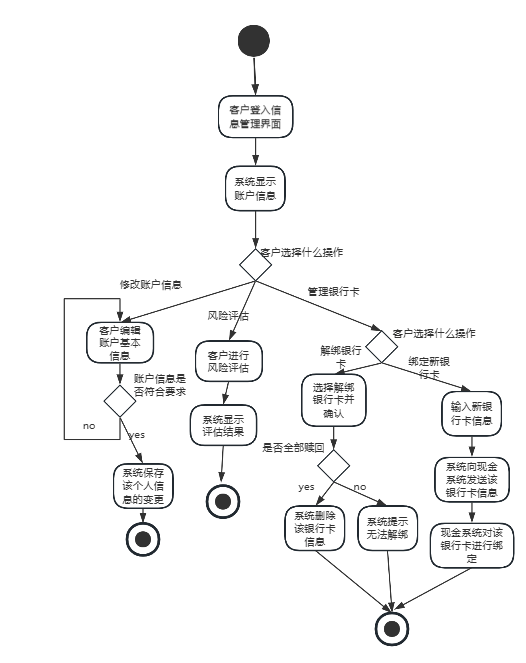 客户登入信
息管理界面
系统显示
账户信息
客户选择什么操作
修改账户信息
风险评估
管理银行卡
客户编辑
账户基本
信息
账户信息是
否符合要求
no
yes
系统保存
该个人信
息的变更
客户进行
风险评估
系统显示
评估结果
客户选择什么操作
解绑银行
卡
绑定新银
行卡
选择解绑
银行卡并
确认
是否全部赎回
yes
no
系统删除
该银行卡
信息
系统提示
无法解绑
输入新银
行卡信息
系统向现金
系统发送该
银行卡信息
现金系统对该
银行卡进行绑
定